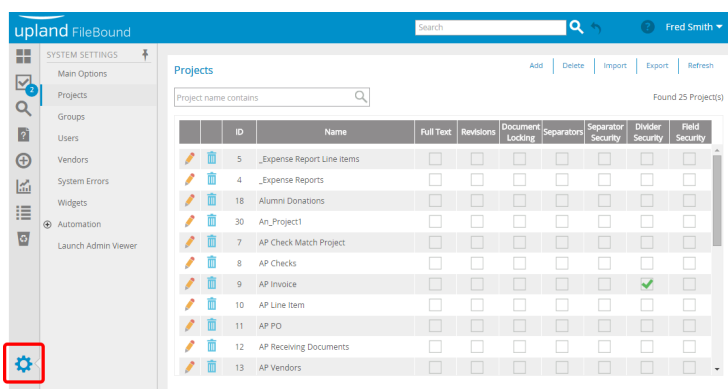 upland FileBound
Search
?
Fred Smith
SYSTEM SETTINGS
Main Options
2
Projects
Groups
?
Users
Vendors
System Errors
Widgets
Automation
Launch Admin Viewer
Projects
Add | Delete | Import | Export | Refresh
Project name contains
Found 25 Project(s)
ID Name Full Text Revisions Document Locking Separators Separator Security Divider Security Field Security
5 _Expense Report Line items
4 _Expense Reports
18 Alumni Donations
30 An_Project1
7 AP Check Match Project
8 AP Checks
9 AP Invoice
10 AP Line Item
11 AP PO
12 AP Receiving Documents
13 AP Vendors